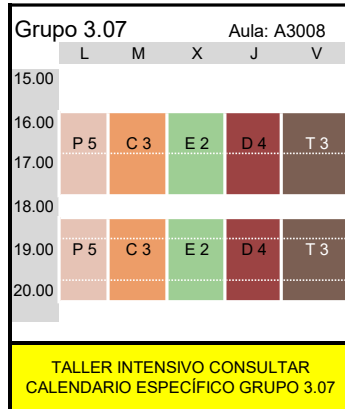 Grupo 3.07 Aula: A3008
L M X J V
15.00
16.00
P 5 C 3 E 2 D 4 T 3
17.00
18.00
19.00 P 5 C 3 E 2 D 4 T 3
20.00
TALLER INTENSIVO CONSULTAR
CALENDARIO ESPECÍFICO GRUPO 3.07